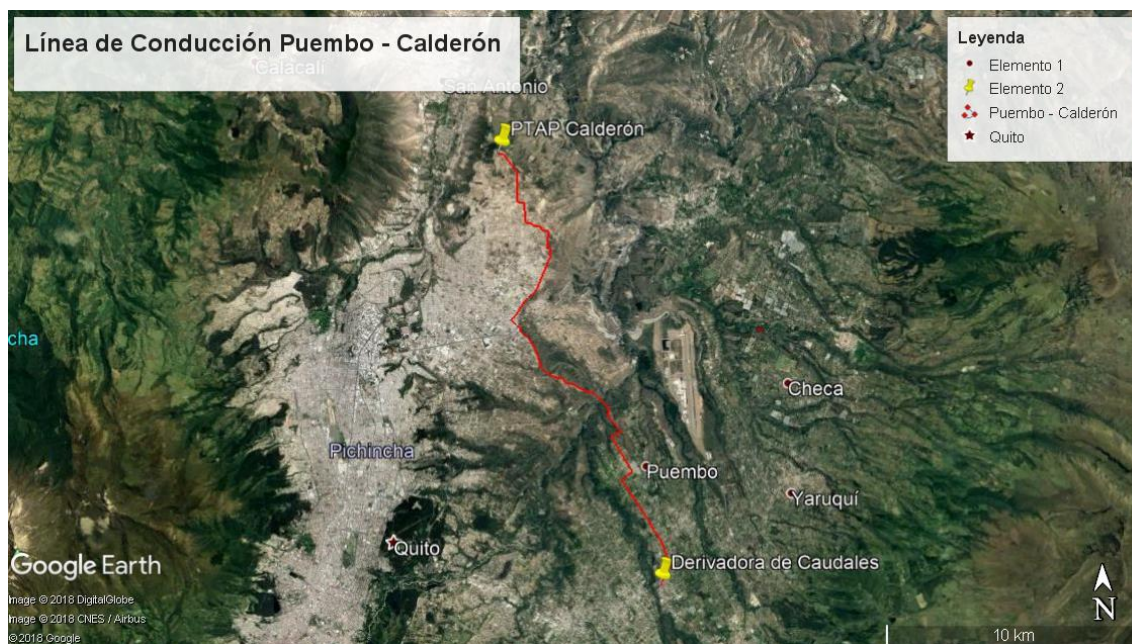 Línea de Conducción Puembo - Calderón
Calacalí
San Antonio
Leyenda
Elemento 1
Elemento 2
Puembo - Calderón
Quito
PTAP Calderón
cha
Checa
Pichincha
Puembo
Yaruquí
Quito
Derivadora de Caudales
Google Earth
Image © 2018 DigitalGlobe
Image © 2018 CNES / Airbus
©2018 Google
N
10 km